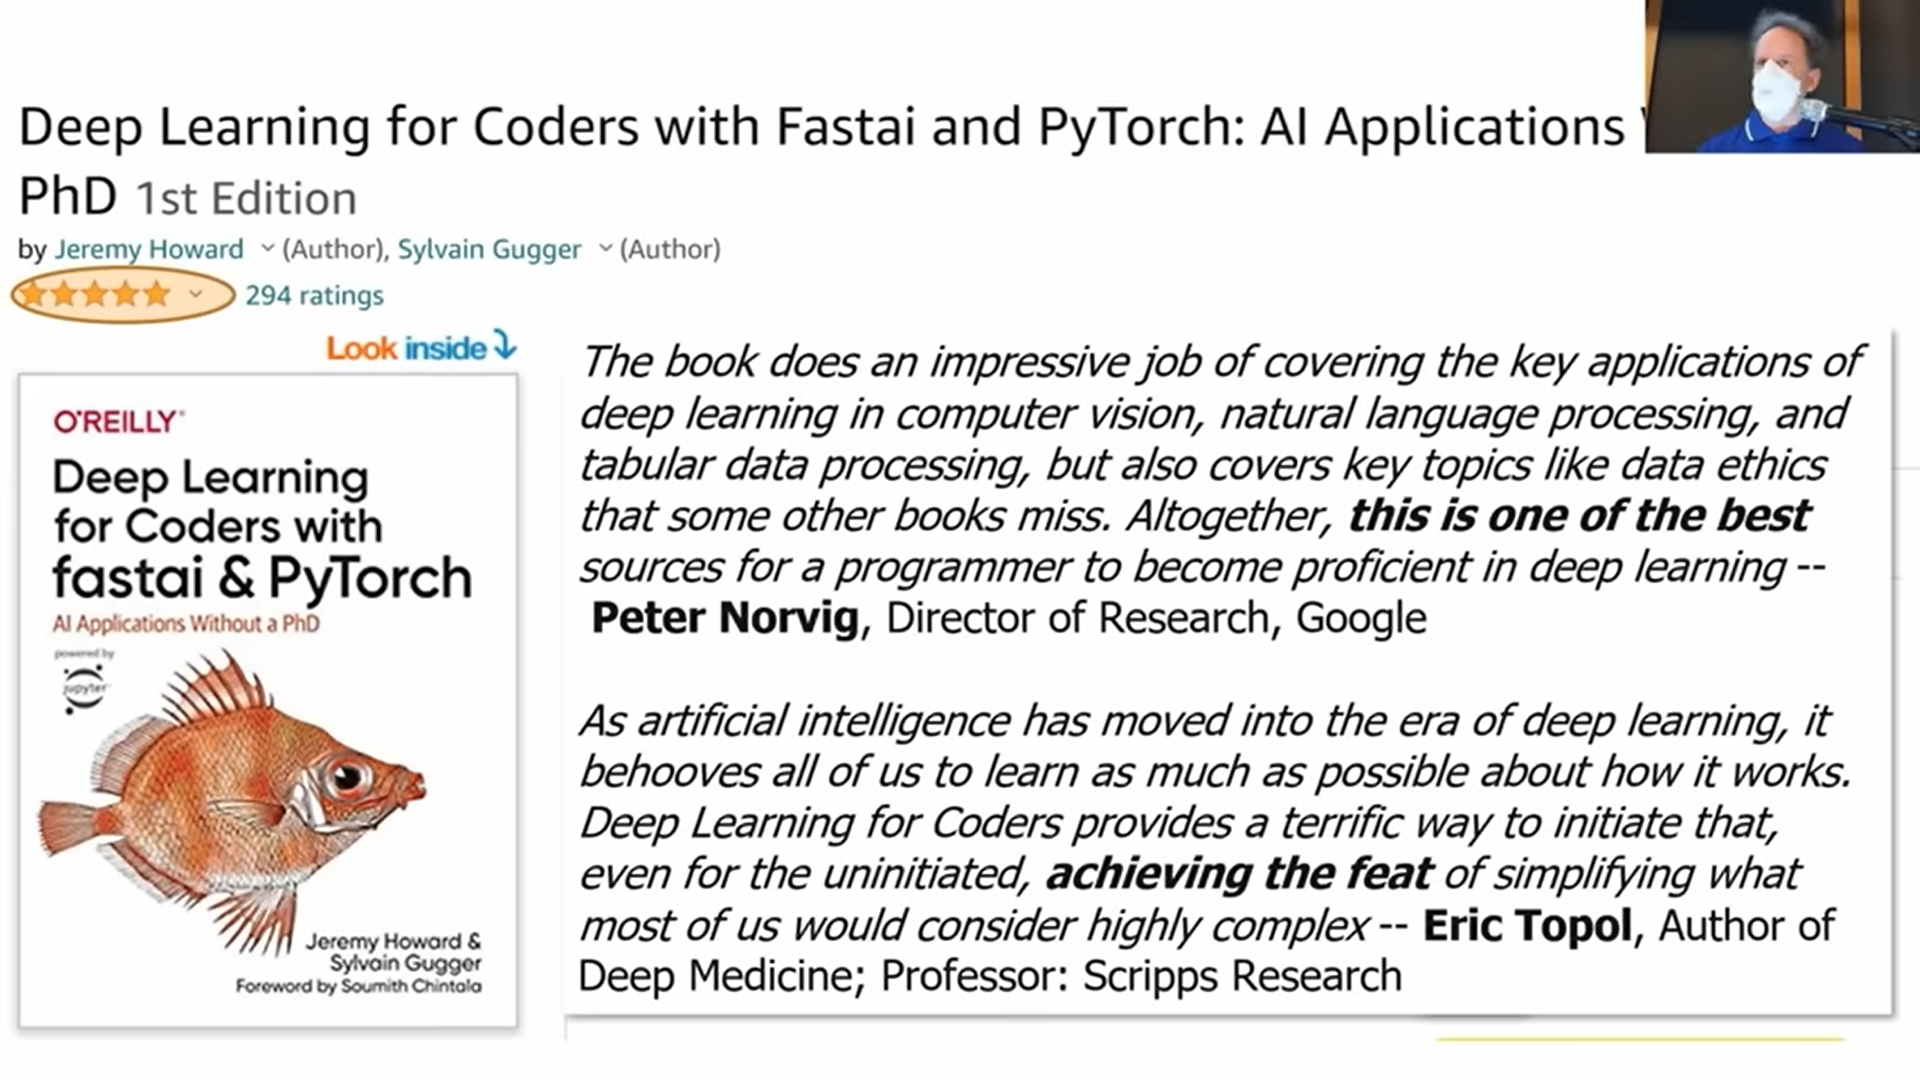 Deep Learning for Coders with Fastai and PyTorch: AI Applications
PhD 1st Edition
by Jeremy Howard (Author), Sylvain Gugger (Author)
294 ratings
Look inside
O'REILLY®
Deep Learning
for Coders with
fastai & PyTorch
AI Applications Without a PhD
powered by
jupyter
Jeremy Howard &
Sylvain Gugger
Foreword by Soumith Chintala
The book does an impressive job of covering the key applications of
deep learning in computer vision, natural language processing, and
tabular data processing, but also covers key topics like data ethics
that some other books miss. Altogether, this is one of the best
sources for a programmer to become proficient in deep learning --
Peter Norvig, Director of Research, Google
As artificial intelligence has moved into the era of deep learning, it
behooves all of us to learn as much as possible about how it works.
Deep Learning for Coders provides a terrific way to initiate that,
even for the uninitiated, achieving the feat of simplifying what
most of us would consider highly complex -- Eric Topol, Author of
Deep Medicine; Professor: Scripps Research